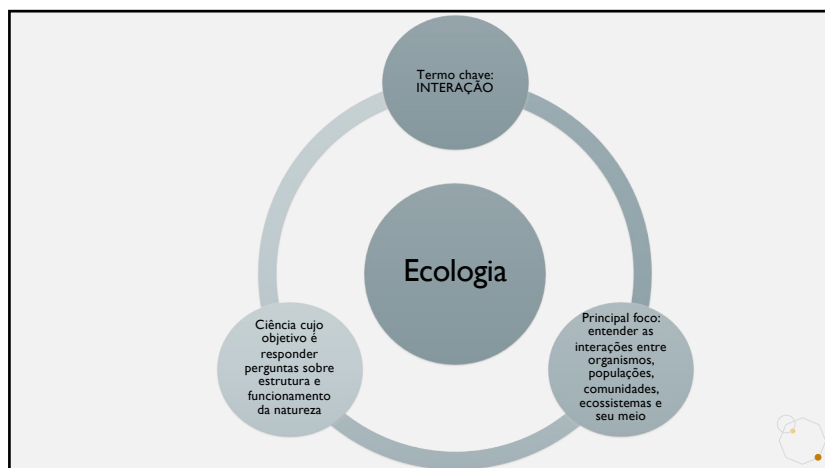 Termo chave:
INTERAÇÃO
Ecologia
Principal foco:
entender as
interações entre
organismos,
populações,
comunidades,
ecossistemas e
seu meio
Ciência cujo
objetivo é
responder
perguntas sobre
estrutura e
funcionamento
da natureza